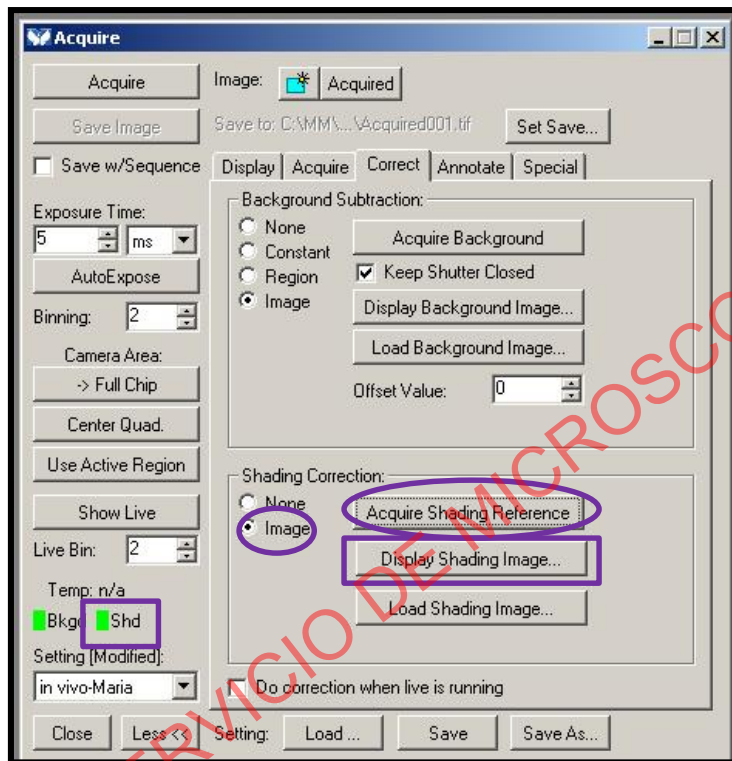 Acquire
Acquire
Image:
Acquired
Save Image
Save to: C:\MM\...\Acquired001.tif
Set Save...
Save w/Sequence
Display
Acquire
Correct
Annotate
Special
Exposure Time:
5
ms
AutoExpose
Binning:
2
Camera Area:
-> Full Chip
Center Quad.
Use Active Region
Show Live
Live Bin:
2
Temp: n/a
Bkgd
Shd
Setting [Modified]:
in vivo-Maria
Background Subtraction:
None
Constant
Region
Image
Acquire Background
Keep Shutter Closed
Display Background Image...
Load Background Image...
Offset Value:
0
Shading Correction:
None
Image
Acquire Shading Reference
Display Shading Image...
Load Shading Image...
Do correction when live is running
Close
Less <<
Setting:
Load ...
Save
Save As...
SERVICIO DE MICROSCO